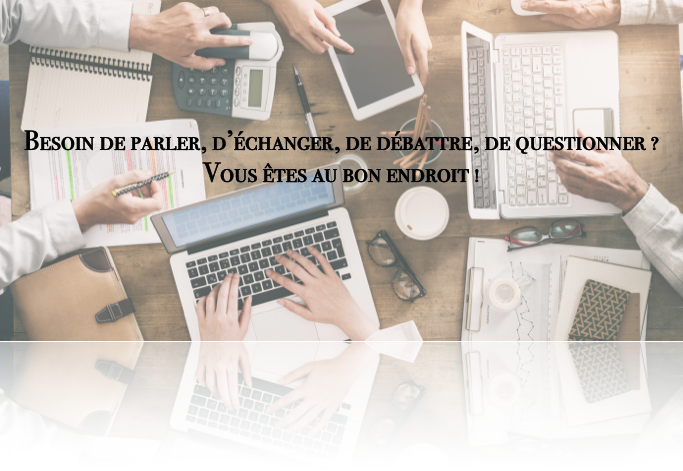 Besoin de parler, d'échanger, de débattre, de questionner ?
Vous êtes au bon endroit !